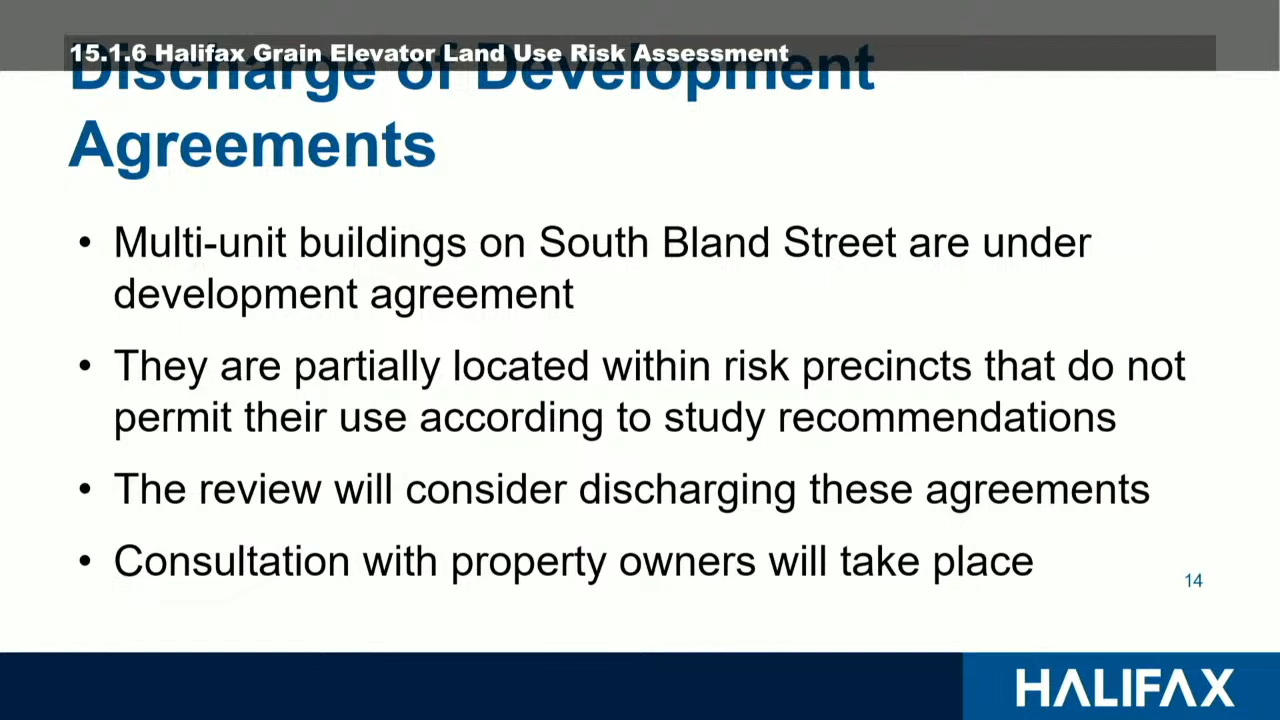 15.1.6 Halifax Grain Elevator Land Use Risk Assessment
Discharge of Development
Agreements
• Multi-unit buildings on South Bland Street are under
development agreement
• They are partially located within risk precincts that do not
permit their use according to study recommendations
• The review will consider discharging these agreements
• Consultation with property owners will take place
14
HALIFAX